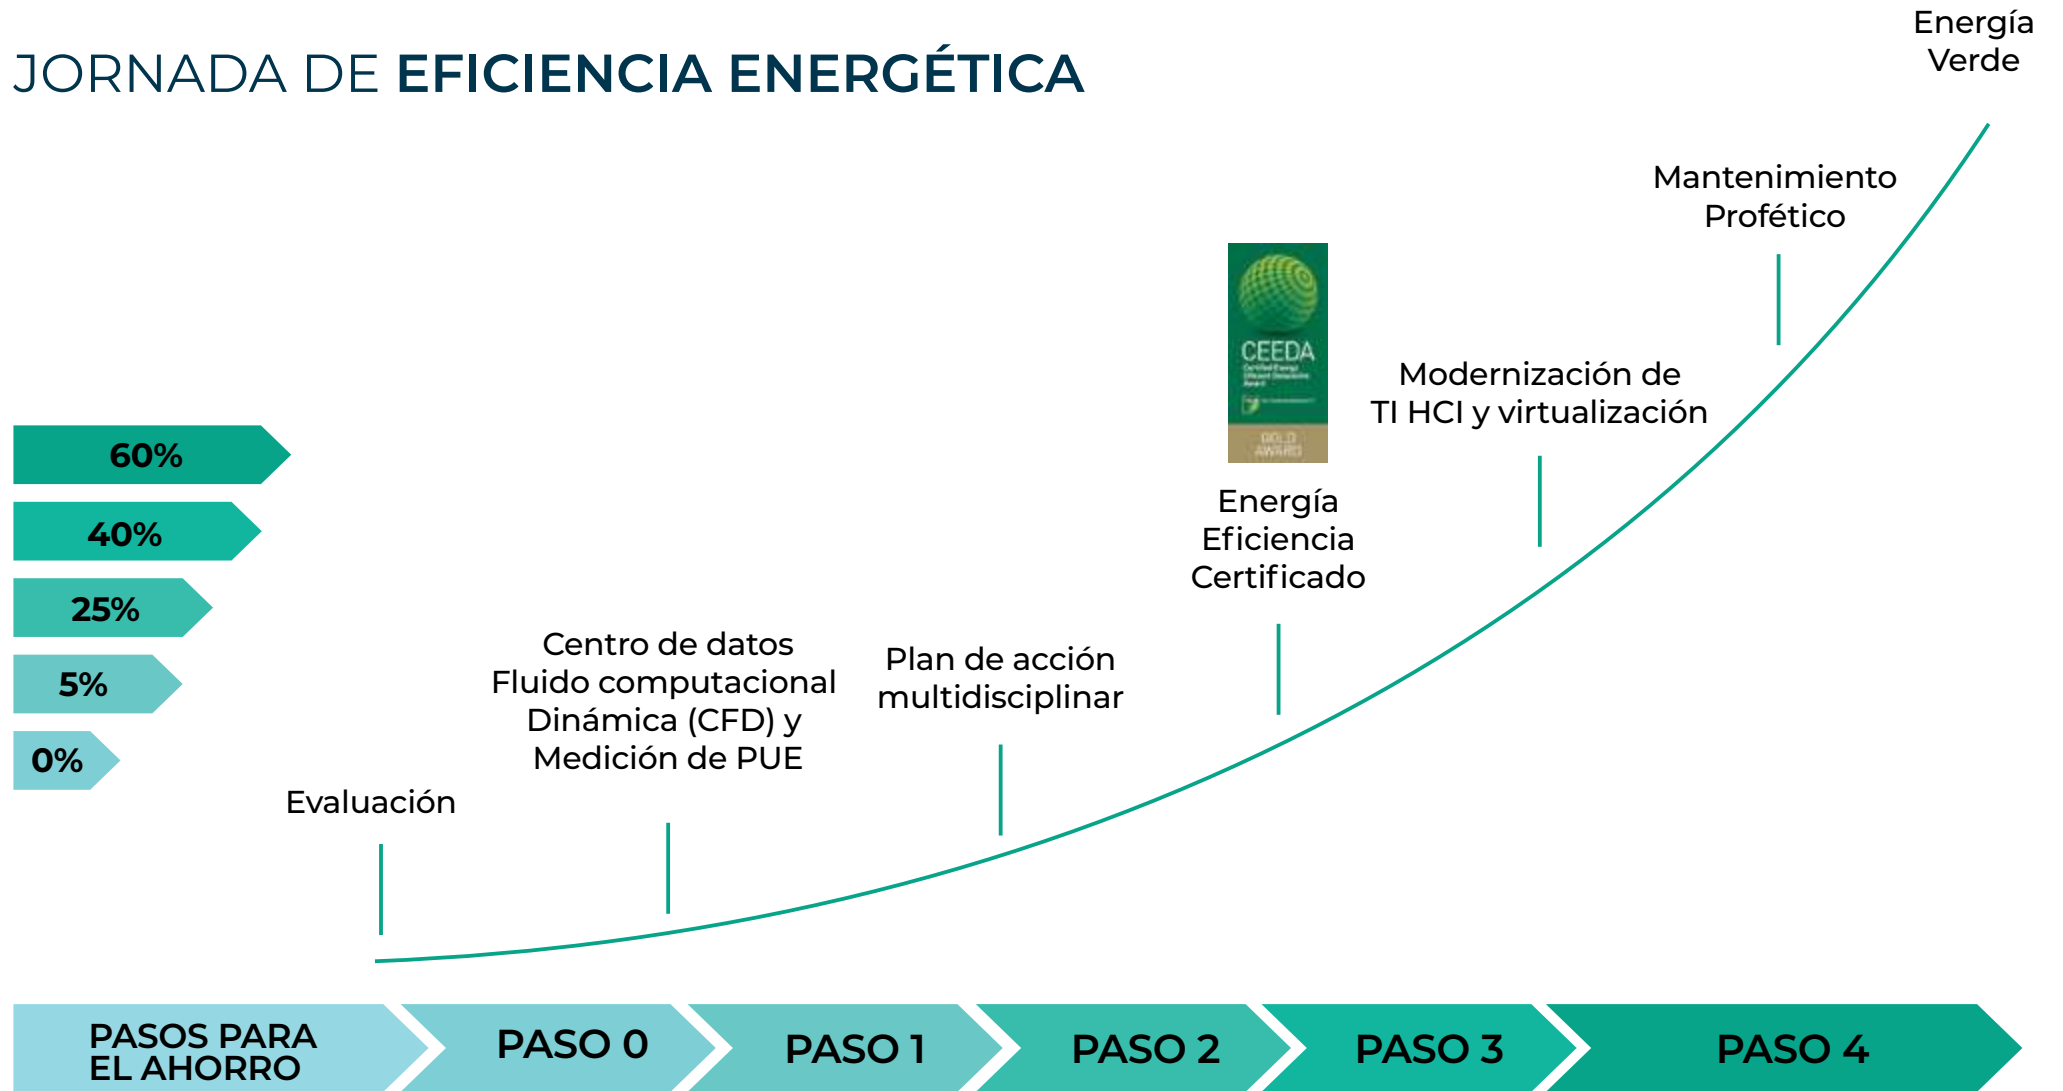 JORNADA DE EFICIENCIA ENERGÉTICA
Energía
Verde
Mantenimiento
Profético
CEEDA
GOLD
AWARD
Modernización de
TI HCI y virtualización
Energía
Eficiencia
Certificado
60%
40%
25%
5%
0%
Centro de datos
Fluido computacional
Dinámica (CFD) y
Medición de PUE
Plan de acción
multidisciplinar
Evaluación
PASOS PARA
EL AHORRO
PASO 0
PASO 1
PASO 2
PASO 3
PASO 4